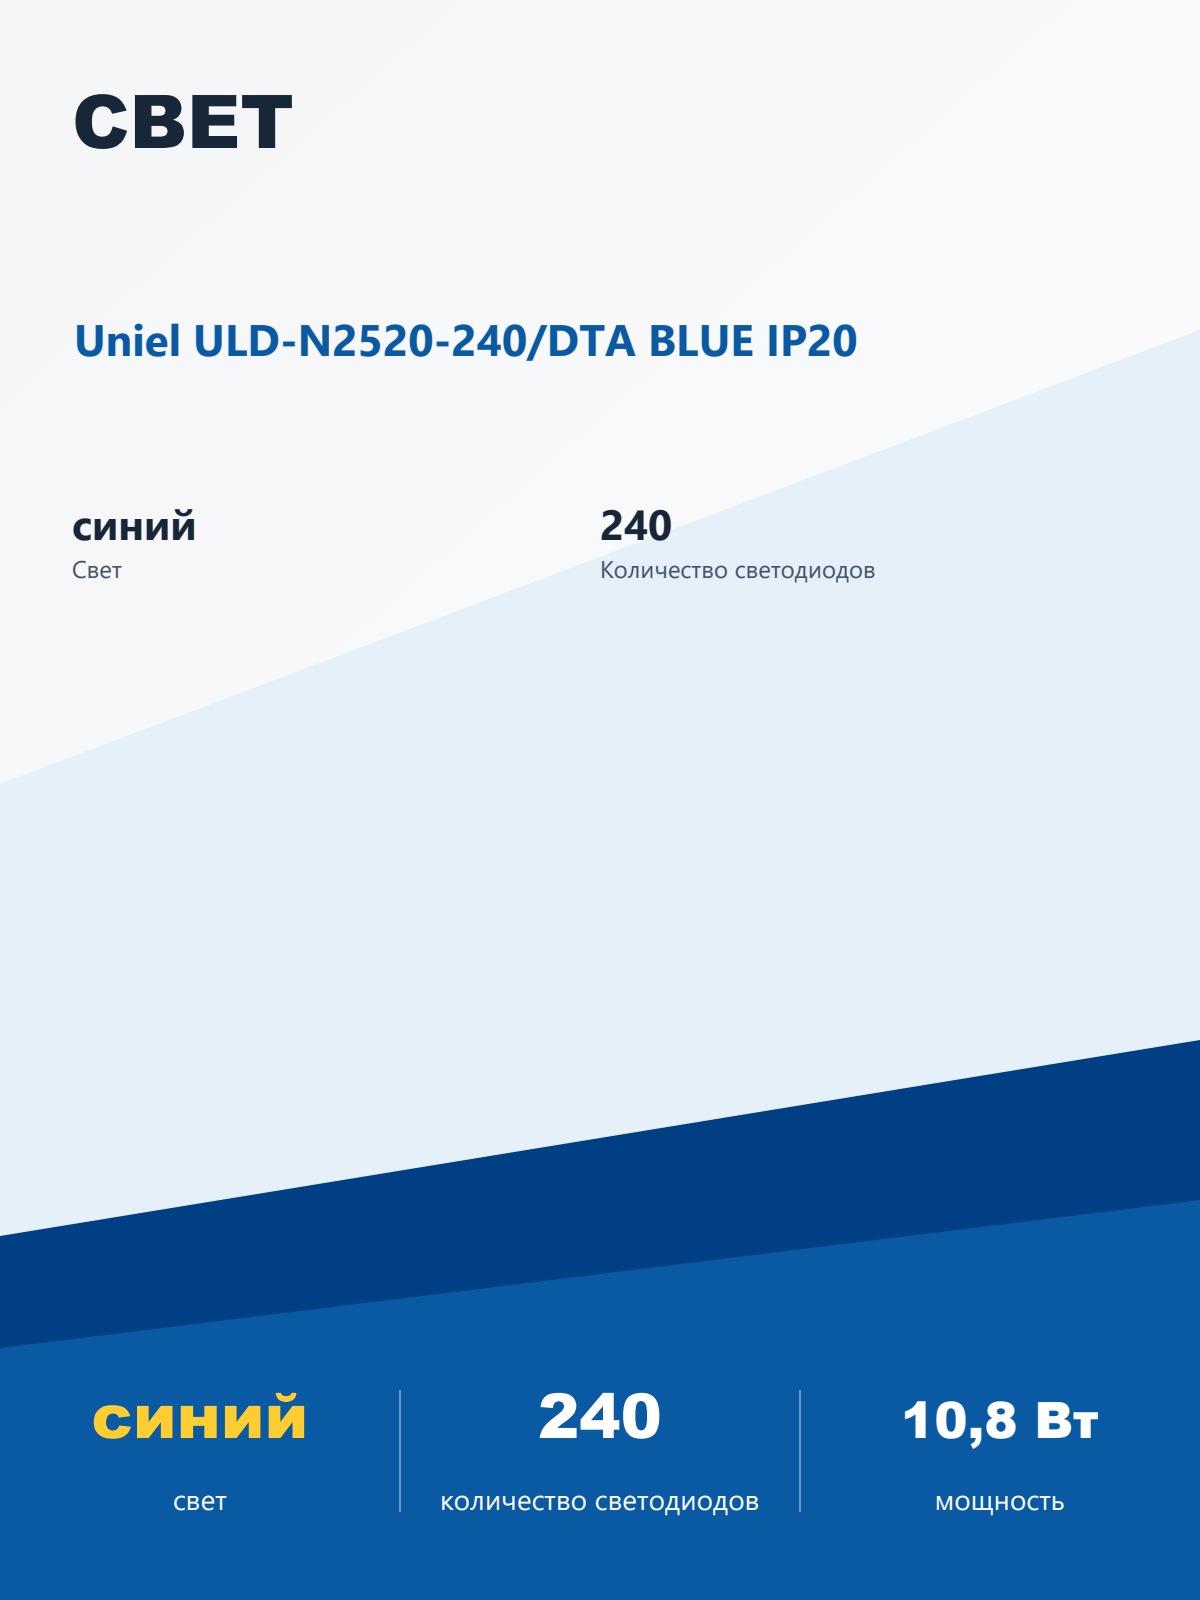 СВЕТ
Uniel ULD-N2520-240/DTA BLUE IP20
синий
Свет
240
Количество светодиодов
синий
свет
240
количество светодиодов
10,8 Вт
мощность